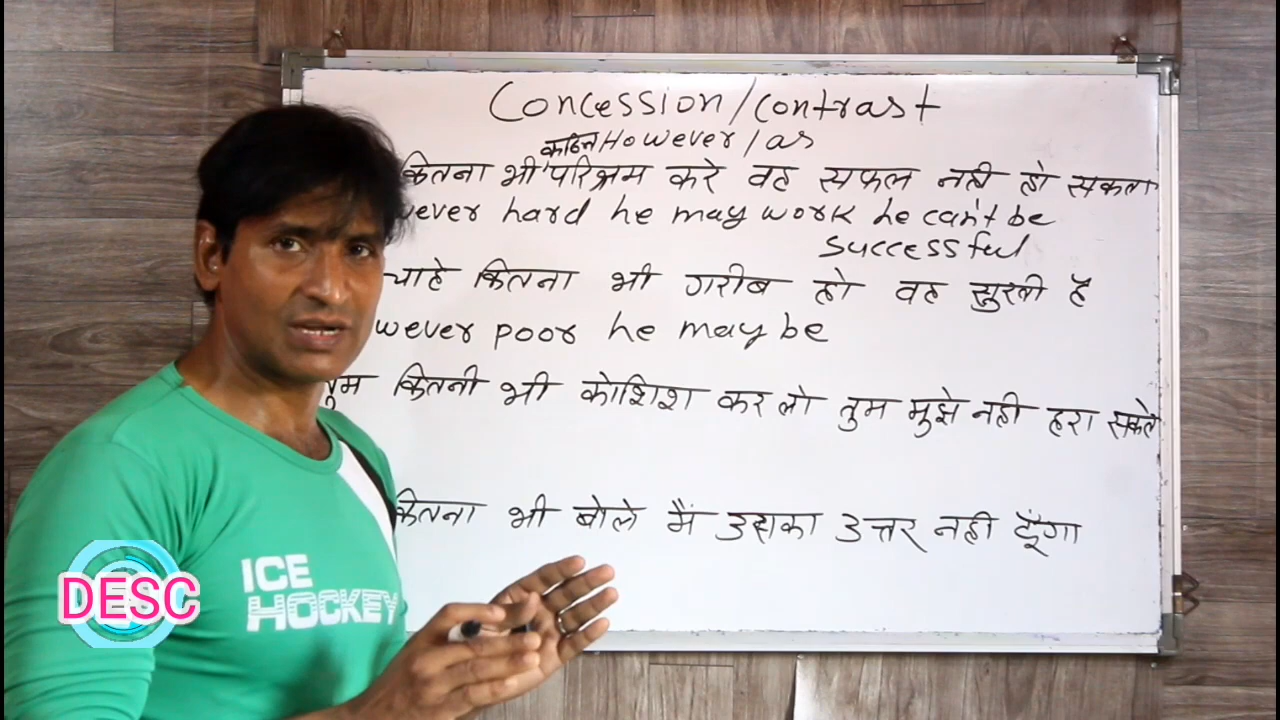 Concession/contrast
कठिन However/as
कितना भी परिश्रम करे वह सफल नही हो सकता
wever hard he may work he can't be
successful
चाहे कितना भी गरीब हो वह सुखी है
wever poor he may be
तुम कितनी भी कोशिश कर लो तुम मुझे नही हरा सकते
कितना भी बोले मैं उसका उत्तर नही दूँगा
ICE
HOCKEY
DESC